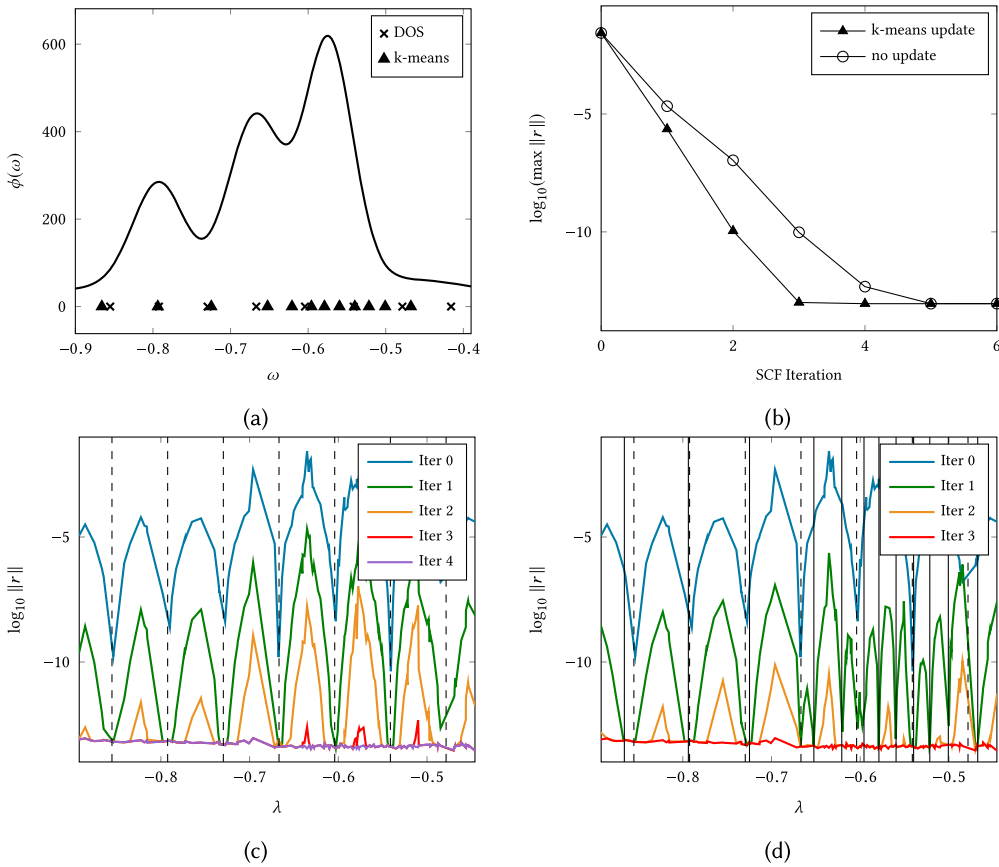 DOS
k-means
600
400
200
0
ϕ(ω)
−0.9 −0.8 −0.7 −0.6 −0.5 −0.4
ω
(a)
k-means update
no update
−5
−10
log₁₀(max ||r||)
0 2 4 6
SCF Iteration
(b)
Iter 0
Iter 1
Iter 2
Iter 3
Iter 4
−5
−10
log₁₀ ||r||
−0.8 −0.7 −0.6 −0.5
λ
(c)
Iter 0
Iter 1
Iter 2
Iter 3
−5
−10
log₁₀ ||r||
−0.8 −0.7 −0.6 −0.5
λ
(d)